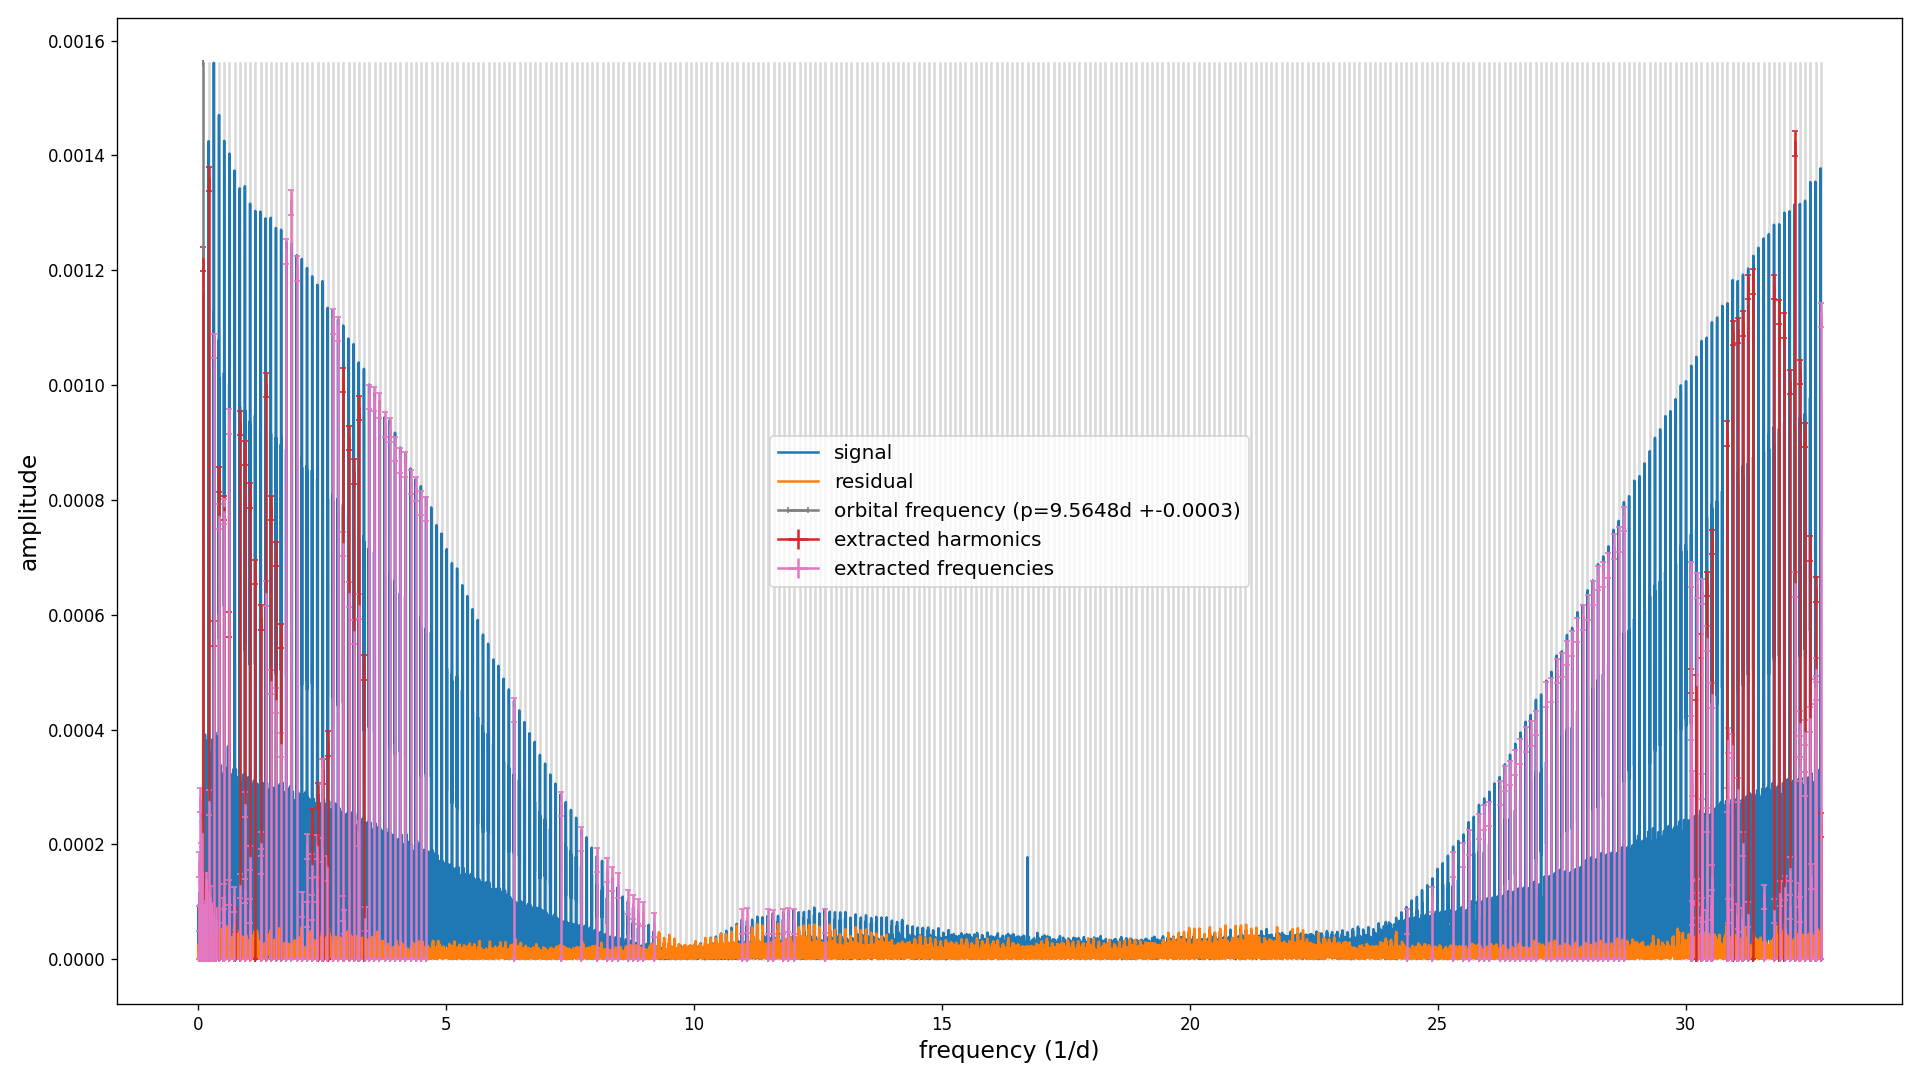 0.0016
0.0014
0.0012
0.0010
0.0008
0.0006
0.0004
0.0002
0.0000
amplitude
signal
residual
orbital frequency (p=9.5648d +-0.0003)
extracted harmonics
extracted frequencies
0 5 10 15 20 25 30
frequency (1/d)